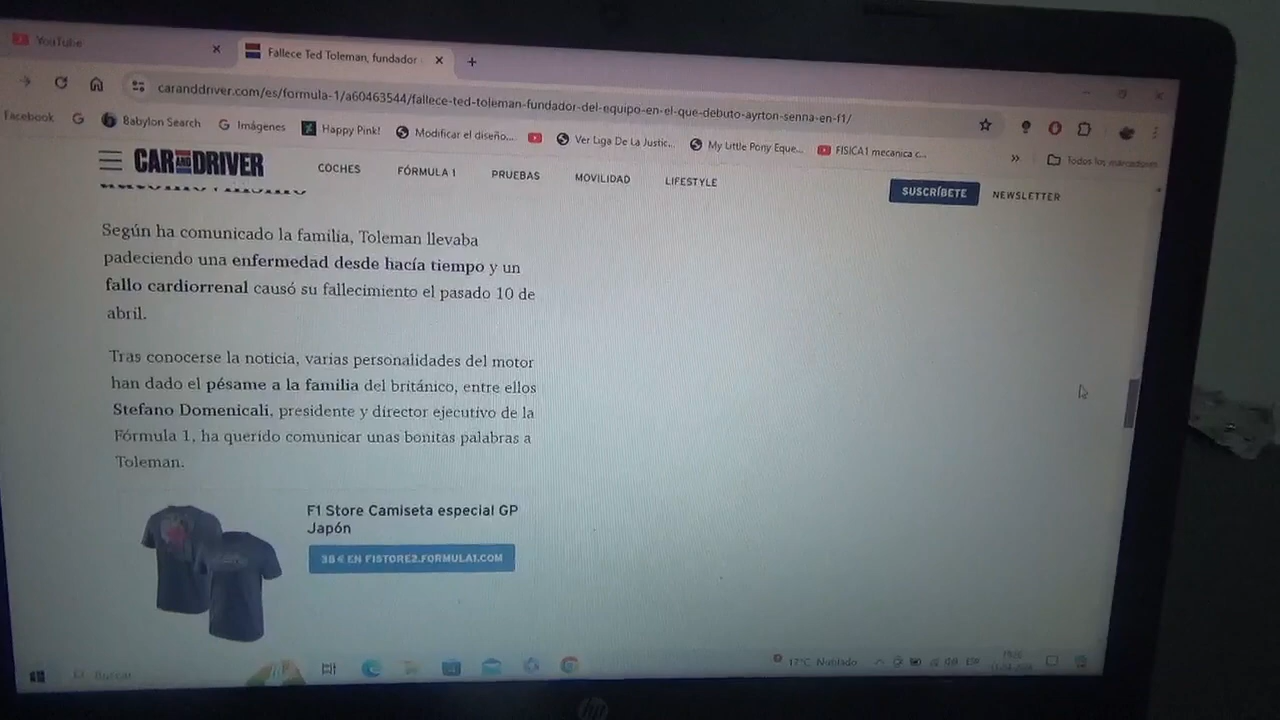 YouTube
Fallece Ted Toleman, fundador
caranddriver.com/es/formula-1/a60463544/fallece-ted-toleman-fundador-del-equipo-en-el-que-debuto-ayrton-senna-en-f1/
Facebook
Babylon Search
Imágenes
Happy Pink!
Modificar el diseño...
Ver Liga De La Justic...
My Little Pony Eque...
FISICA1 mecanica c...
»
Todos los marcadores
CAR AND DRIVER
COCHES
FÓRMULA 1
PRUEBAS
MOVILIDAD
LIFESTYLE
SUSCRÍBETE
NEWSLETTER
Según ha comunicado la familia, Toleman llevaba
padeciendo una enfermedad desde hacía tiempo y un
fallo cardiorrenal causó su fallecimiento el pasado 10 de
abril.
Tras conocerse la noticia, varias personalidades del motor
han dado el pésame a la familia del británico, entre ellos
Stefano Domenicali, presidente y director ejecutivo de la
Fórmula 1, ha querido comunicar unas bonitas palabras a
Toleman.
F1 Store Camiseta especial GP
Japón
38 € EN F1STORE2.FORMULA1.COM
Buscar
17°C Nublado
ESP
hp